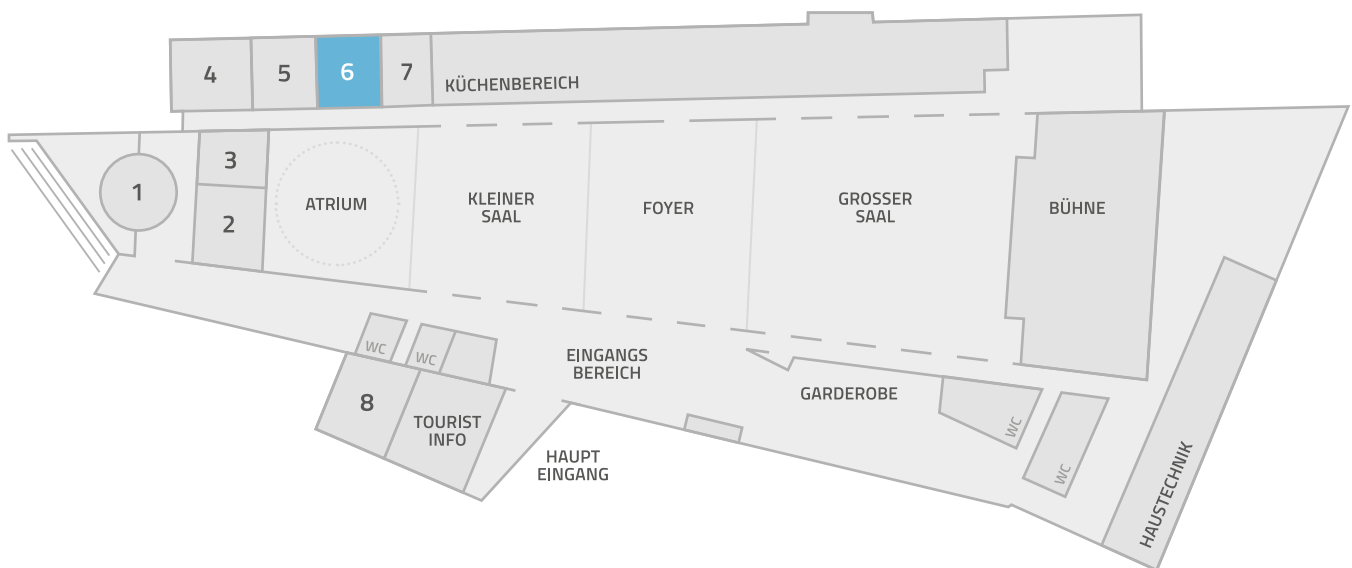 4
5
6
7
KÜCHENBEREICH
1
3
2
ATRIUM
KLEINER
SAAL
FOYER
GROSSER
SAAL
BÜHNE
WC
WC
8
TOURIST
INFO
EINGANGS
BEREICH
HAUPT
EINGANG
GARDEROBE
WC
WC
HAUSTECHNIK